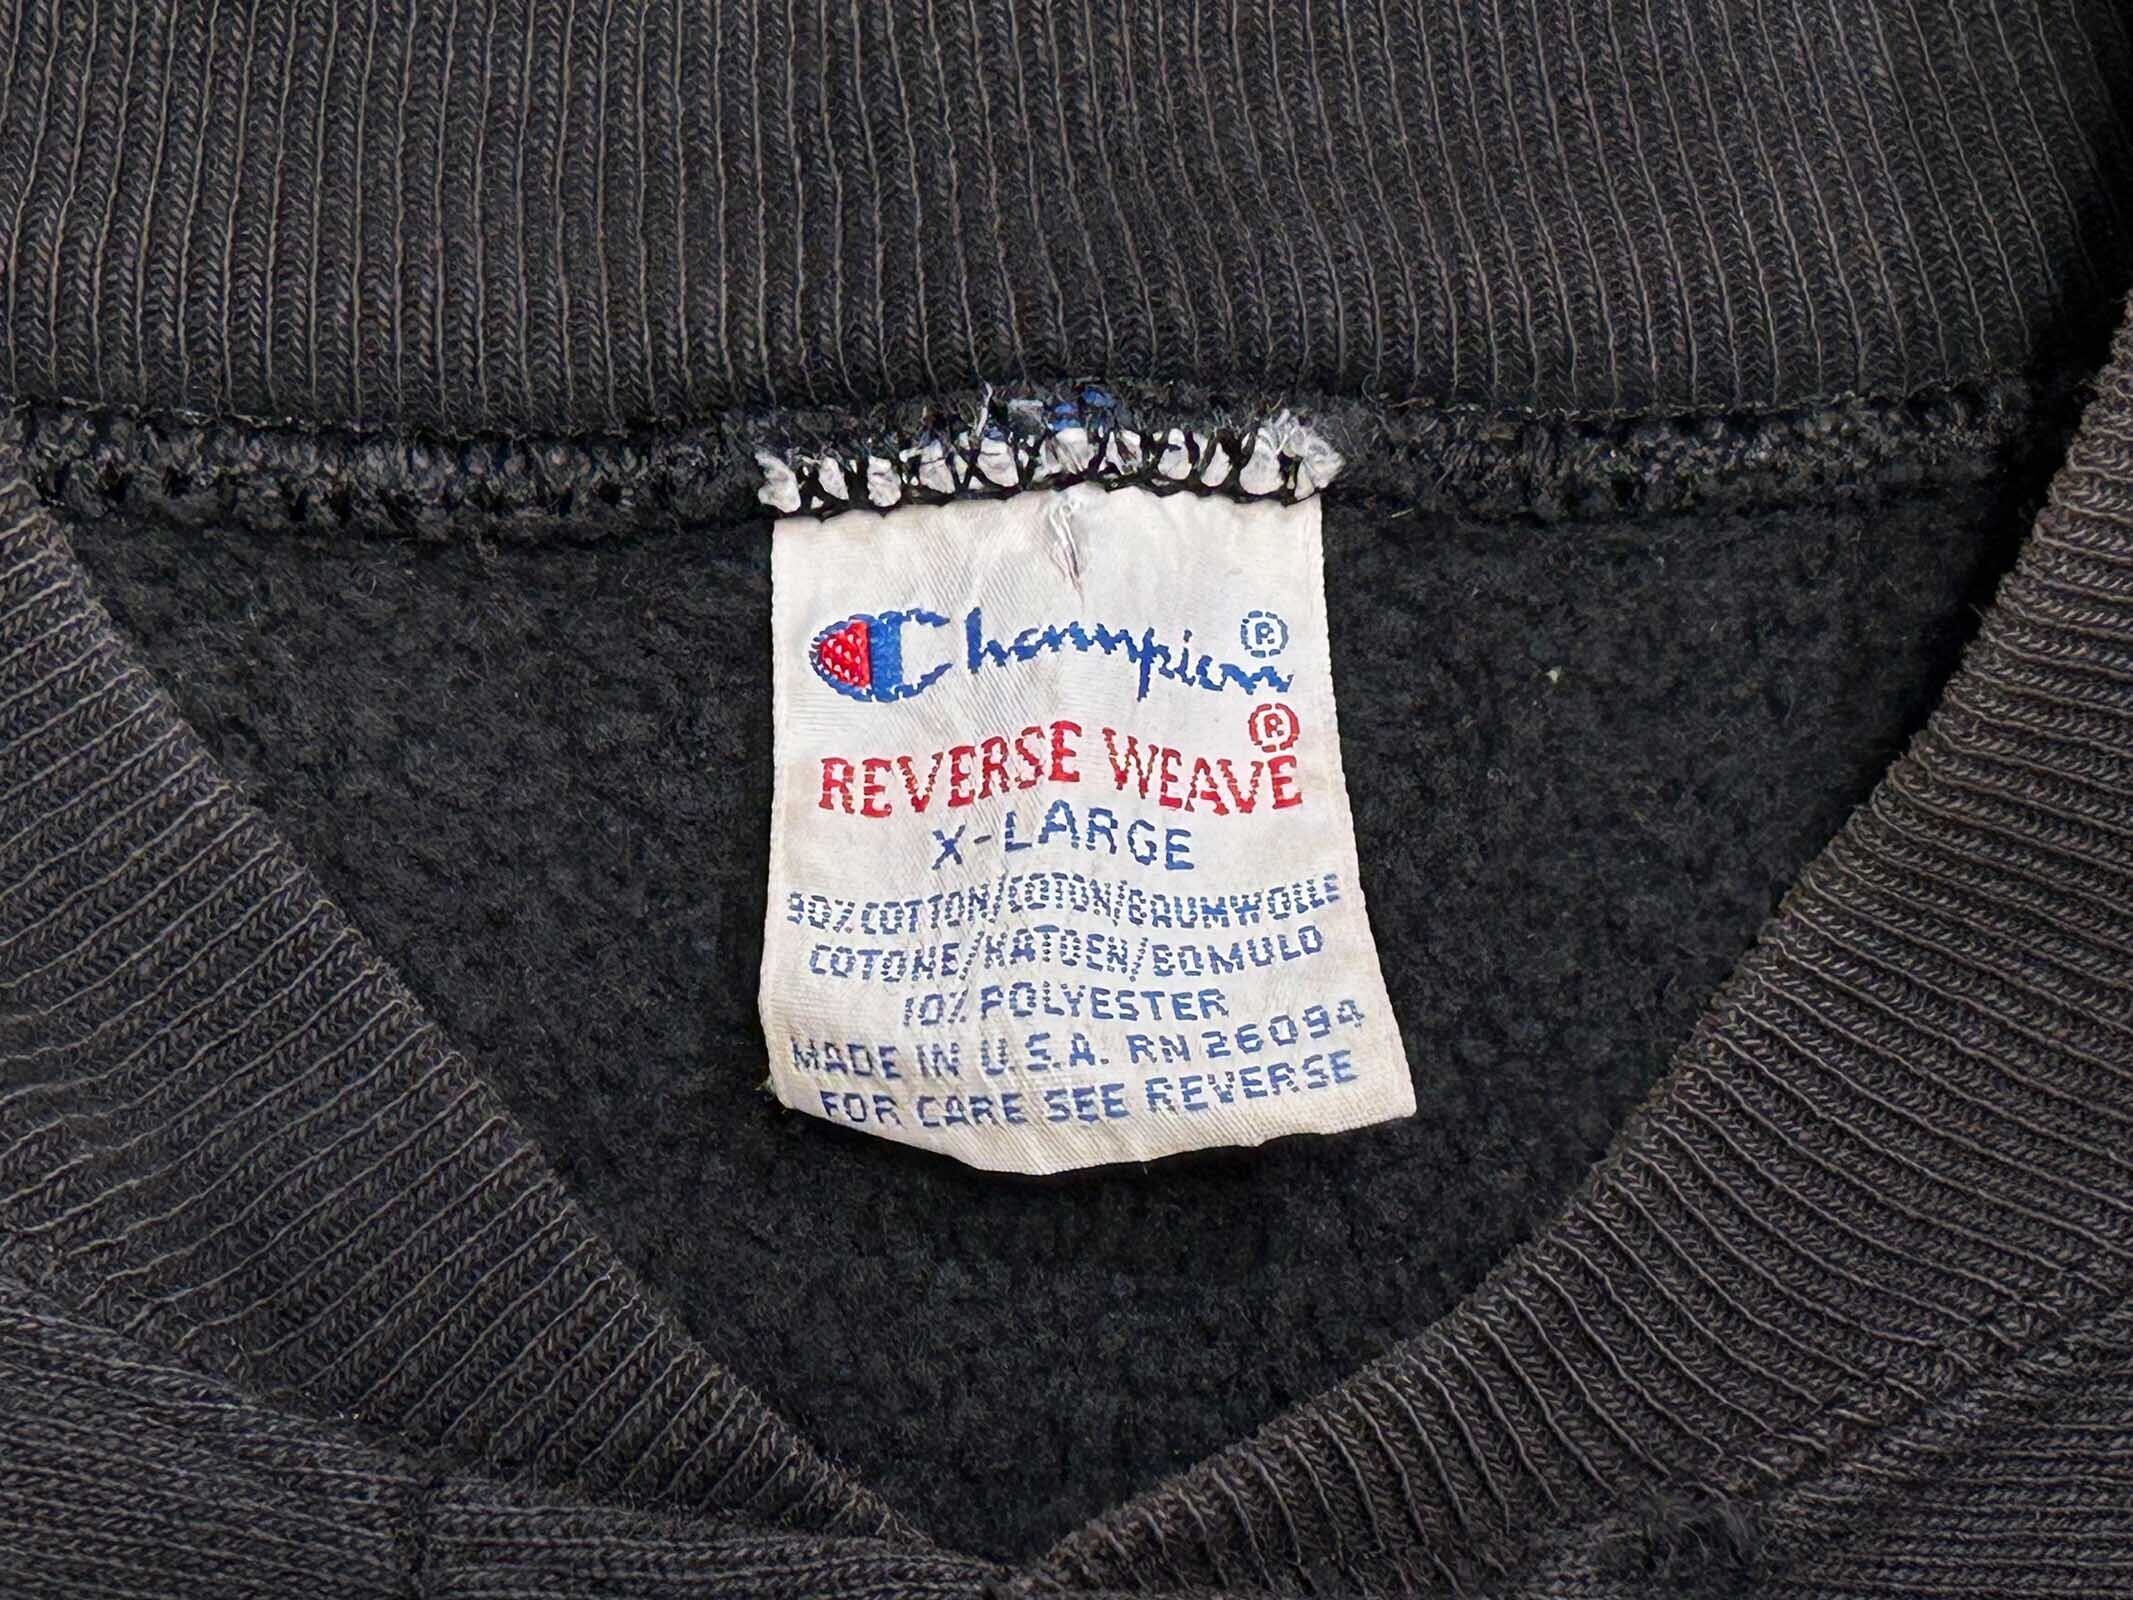 Champion®
REVERSE WEAVE®
X-LARGE
90% COTTON/COTON/BAUMWOLLE
COTONE/KATOEN/BOMULD
10% POLYESTER
MADE IN U.S.A. RN 26094
FOR CARE SEE REVERSE